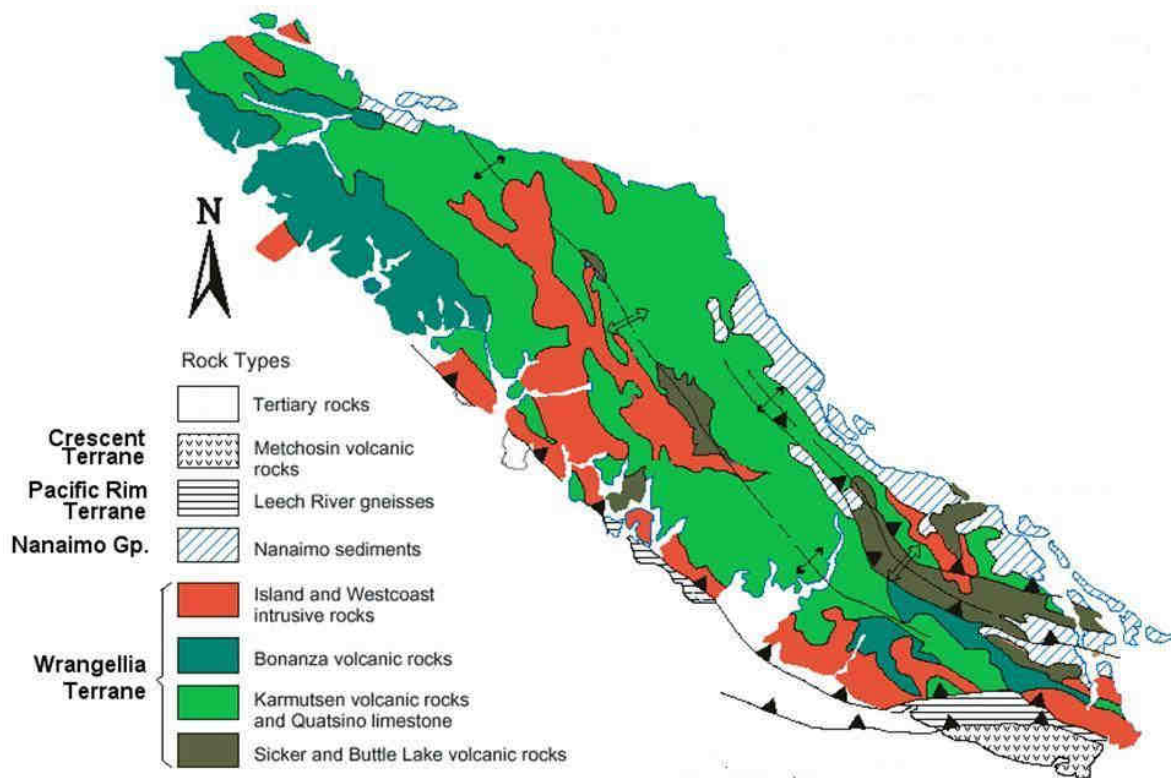 N
Rock Types
Tertiary rocks
Crescent
Terrane
Metchosin volcanic
rocks
Pacific Rim
Terrane
Leech River gneisses
Nanaimo Gp.
Nanaimo sediments
Island and Westcoast
intrusive rocks
Wrangellia
Terrane
Bonanza volcanic rocks
Karmutsen volcanic rocks
and Quatsino limestone
Sicker and Buttle Lake volcanic rocks